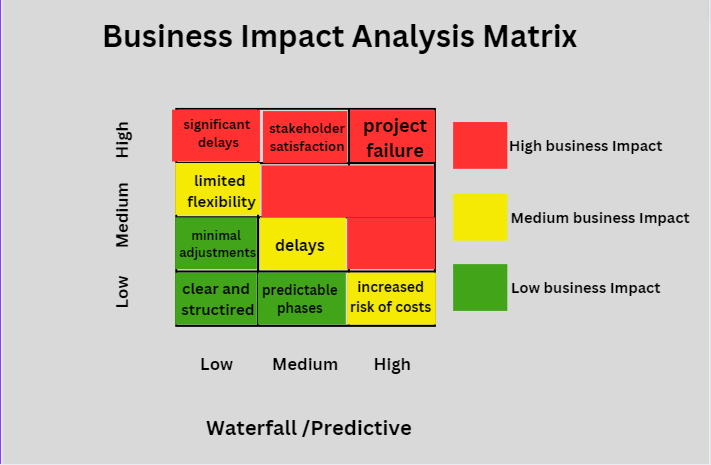 Business Impact Analysis Matrix
High
significant
delays
stakeholder
satisfaction
project
failure
High business Impact
Medium
limited
flexibility
Medium business Impact
minimal
adjustments
delays
Low
clear and
structired
predictable
phases
increased
risk of costs
Low business Impact
Low
Medium
High
Waterfall /Predictive